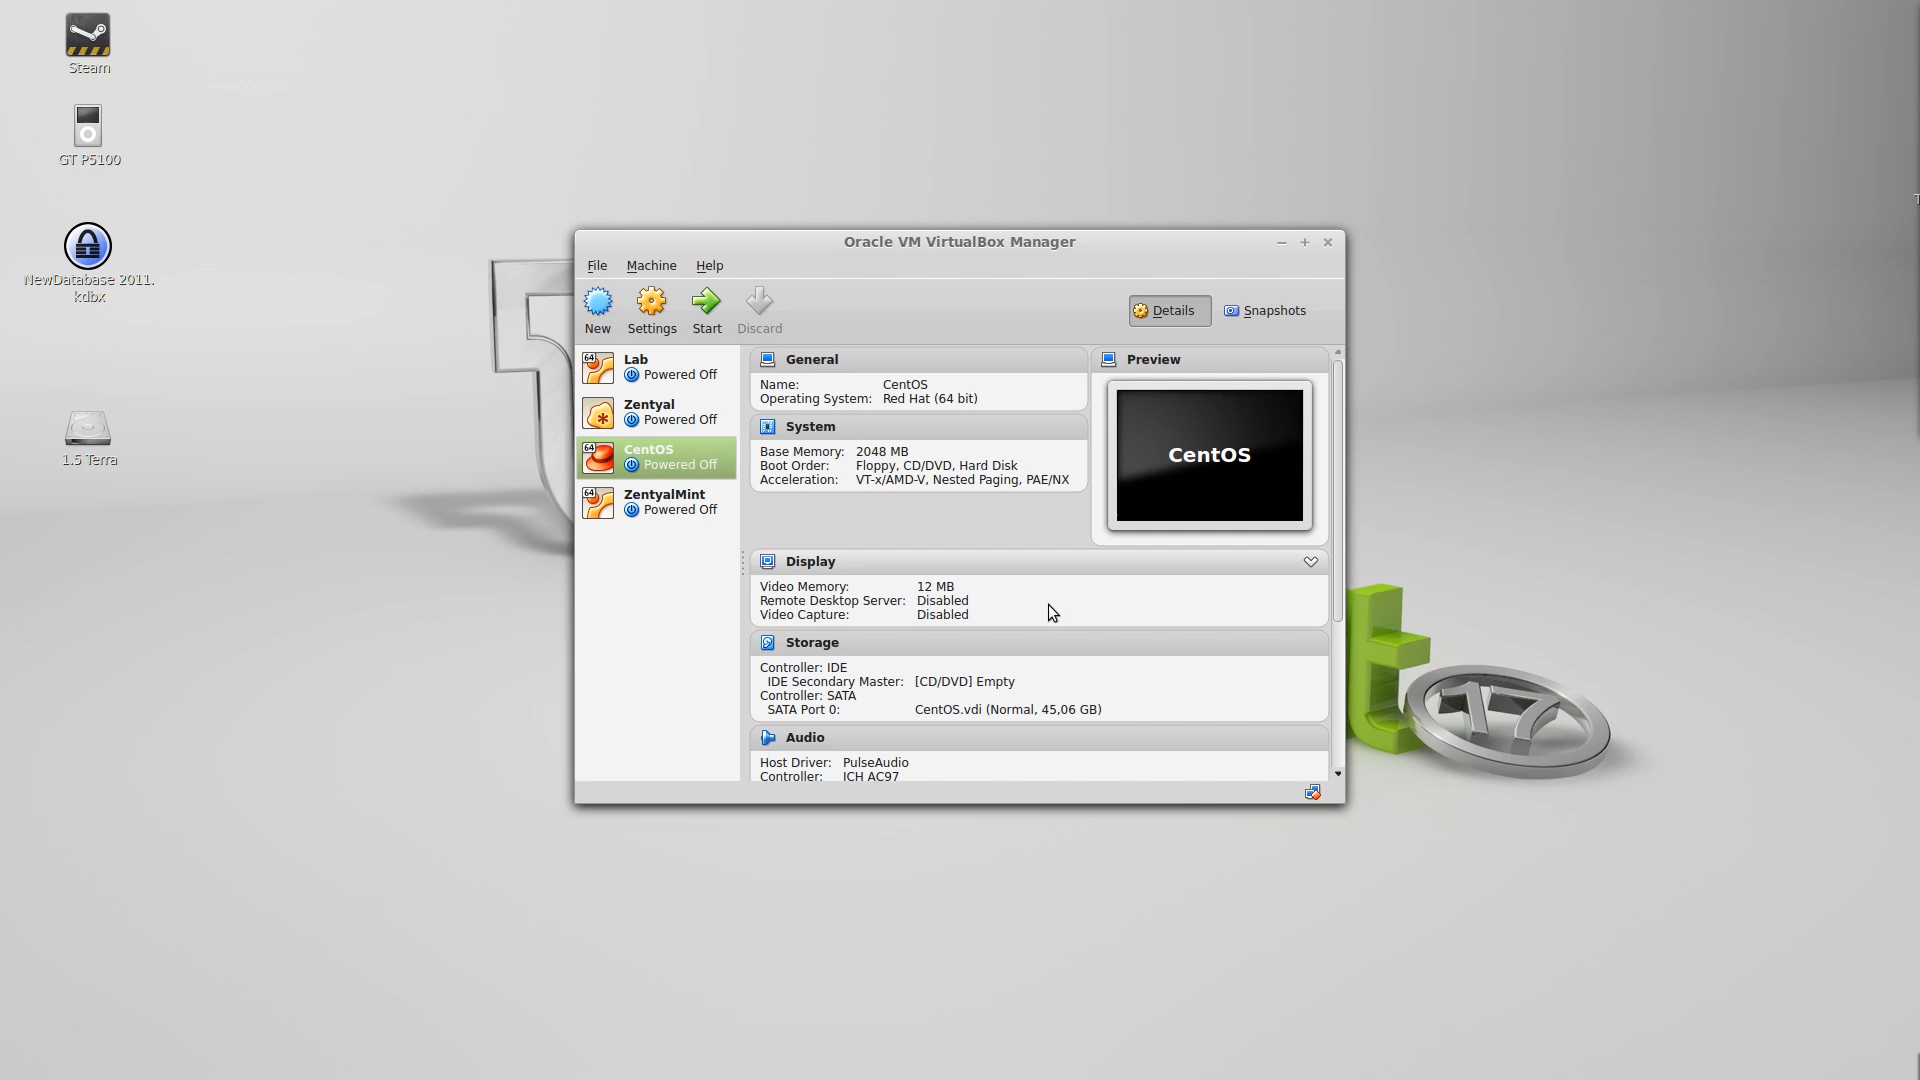 Steam
GT P5100
NewDatabase 2011.
kdbx
1.5 Terra
Oracle VM VirtualBox Manager
File Machine Help
New Settings Start Discard
Details Snapshots
64 Lab
Powered Off
Zentyal
Powered Off
64 CentOS
Powered Off
64 ZentyalMint
Powered Off
General
Name: CentOS
Operating System: Red Hat (64 bit)
System
Base Memory: 2048 MB
Boot Order: Floppy, CD/DVD, Hard Disk
Acceleration: VT-x/AMD-V, Nested Paging, PAE/NX
Preview
CentOS
Display
Video Memory: 12 MB
Remote Desktop Server: Disabled
Video Capture: Disabled
Storage
Controller: IDE
IDE Secondary Master: [CD/DVD] Empty
Controller: SATA
SATA Port 0: CentOS.vdi (Normal, 45,06 GB)
Audio
Host Driver: PulseAudio
Controller: ICH AC97
t
17
T